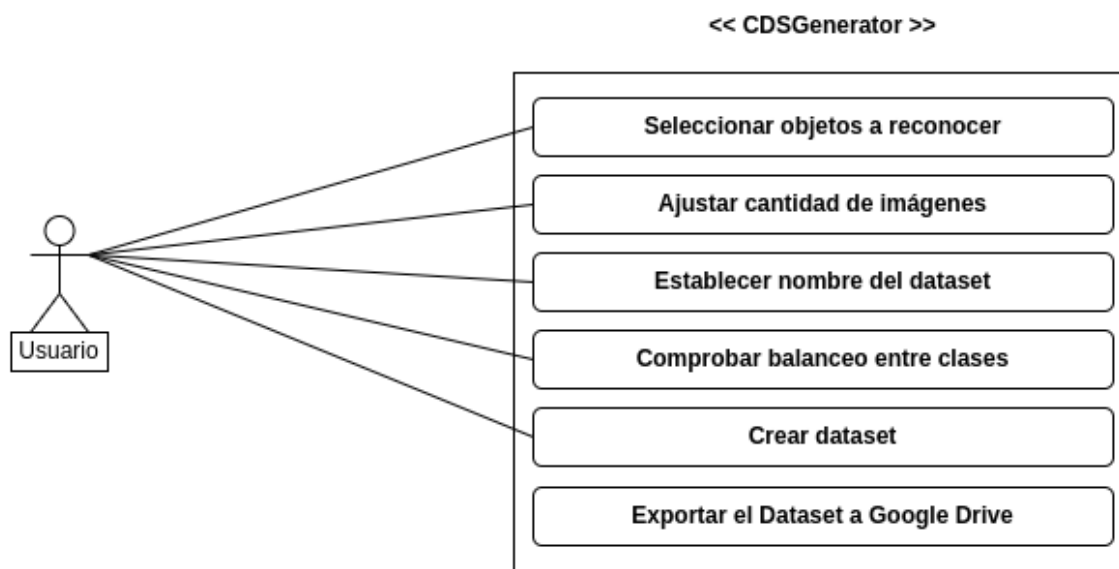 << CDSGenerator >>
Seleccionar objetos a reconocer
Ajustar cantidad de imágenes
Establecer nombre del dataset
Comprobar balanceo entre clases
Crear dataset
Exportar el Dataset a Google Drive
Usuario